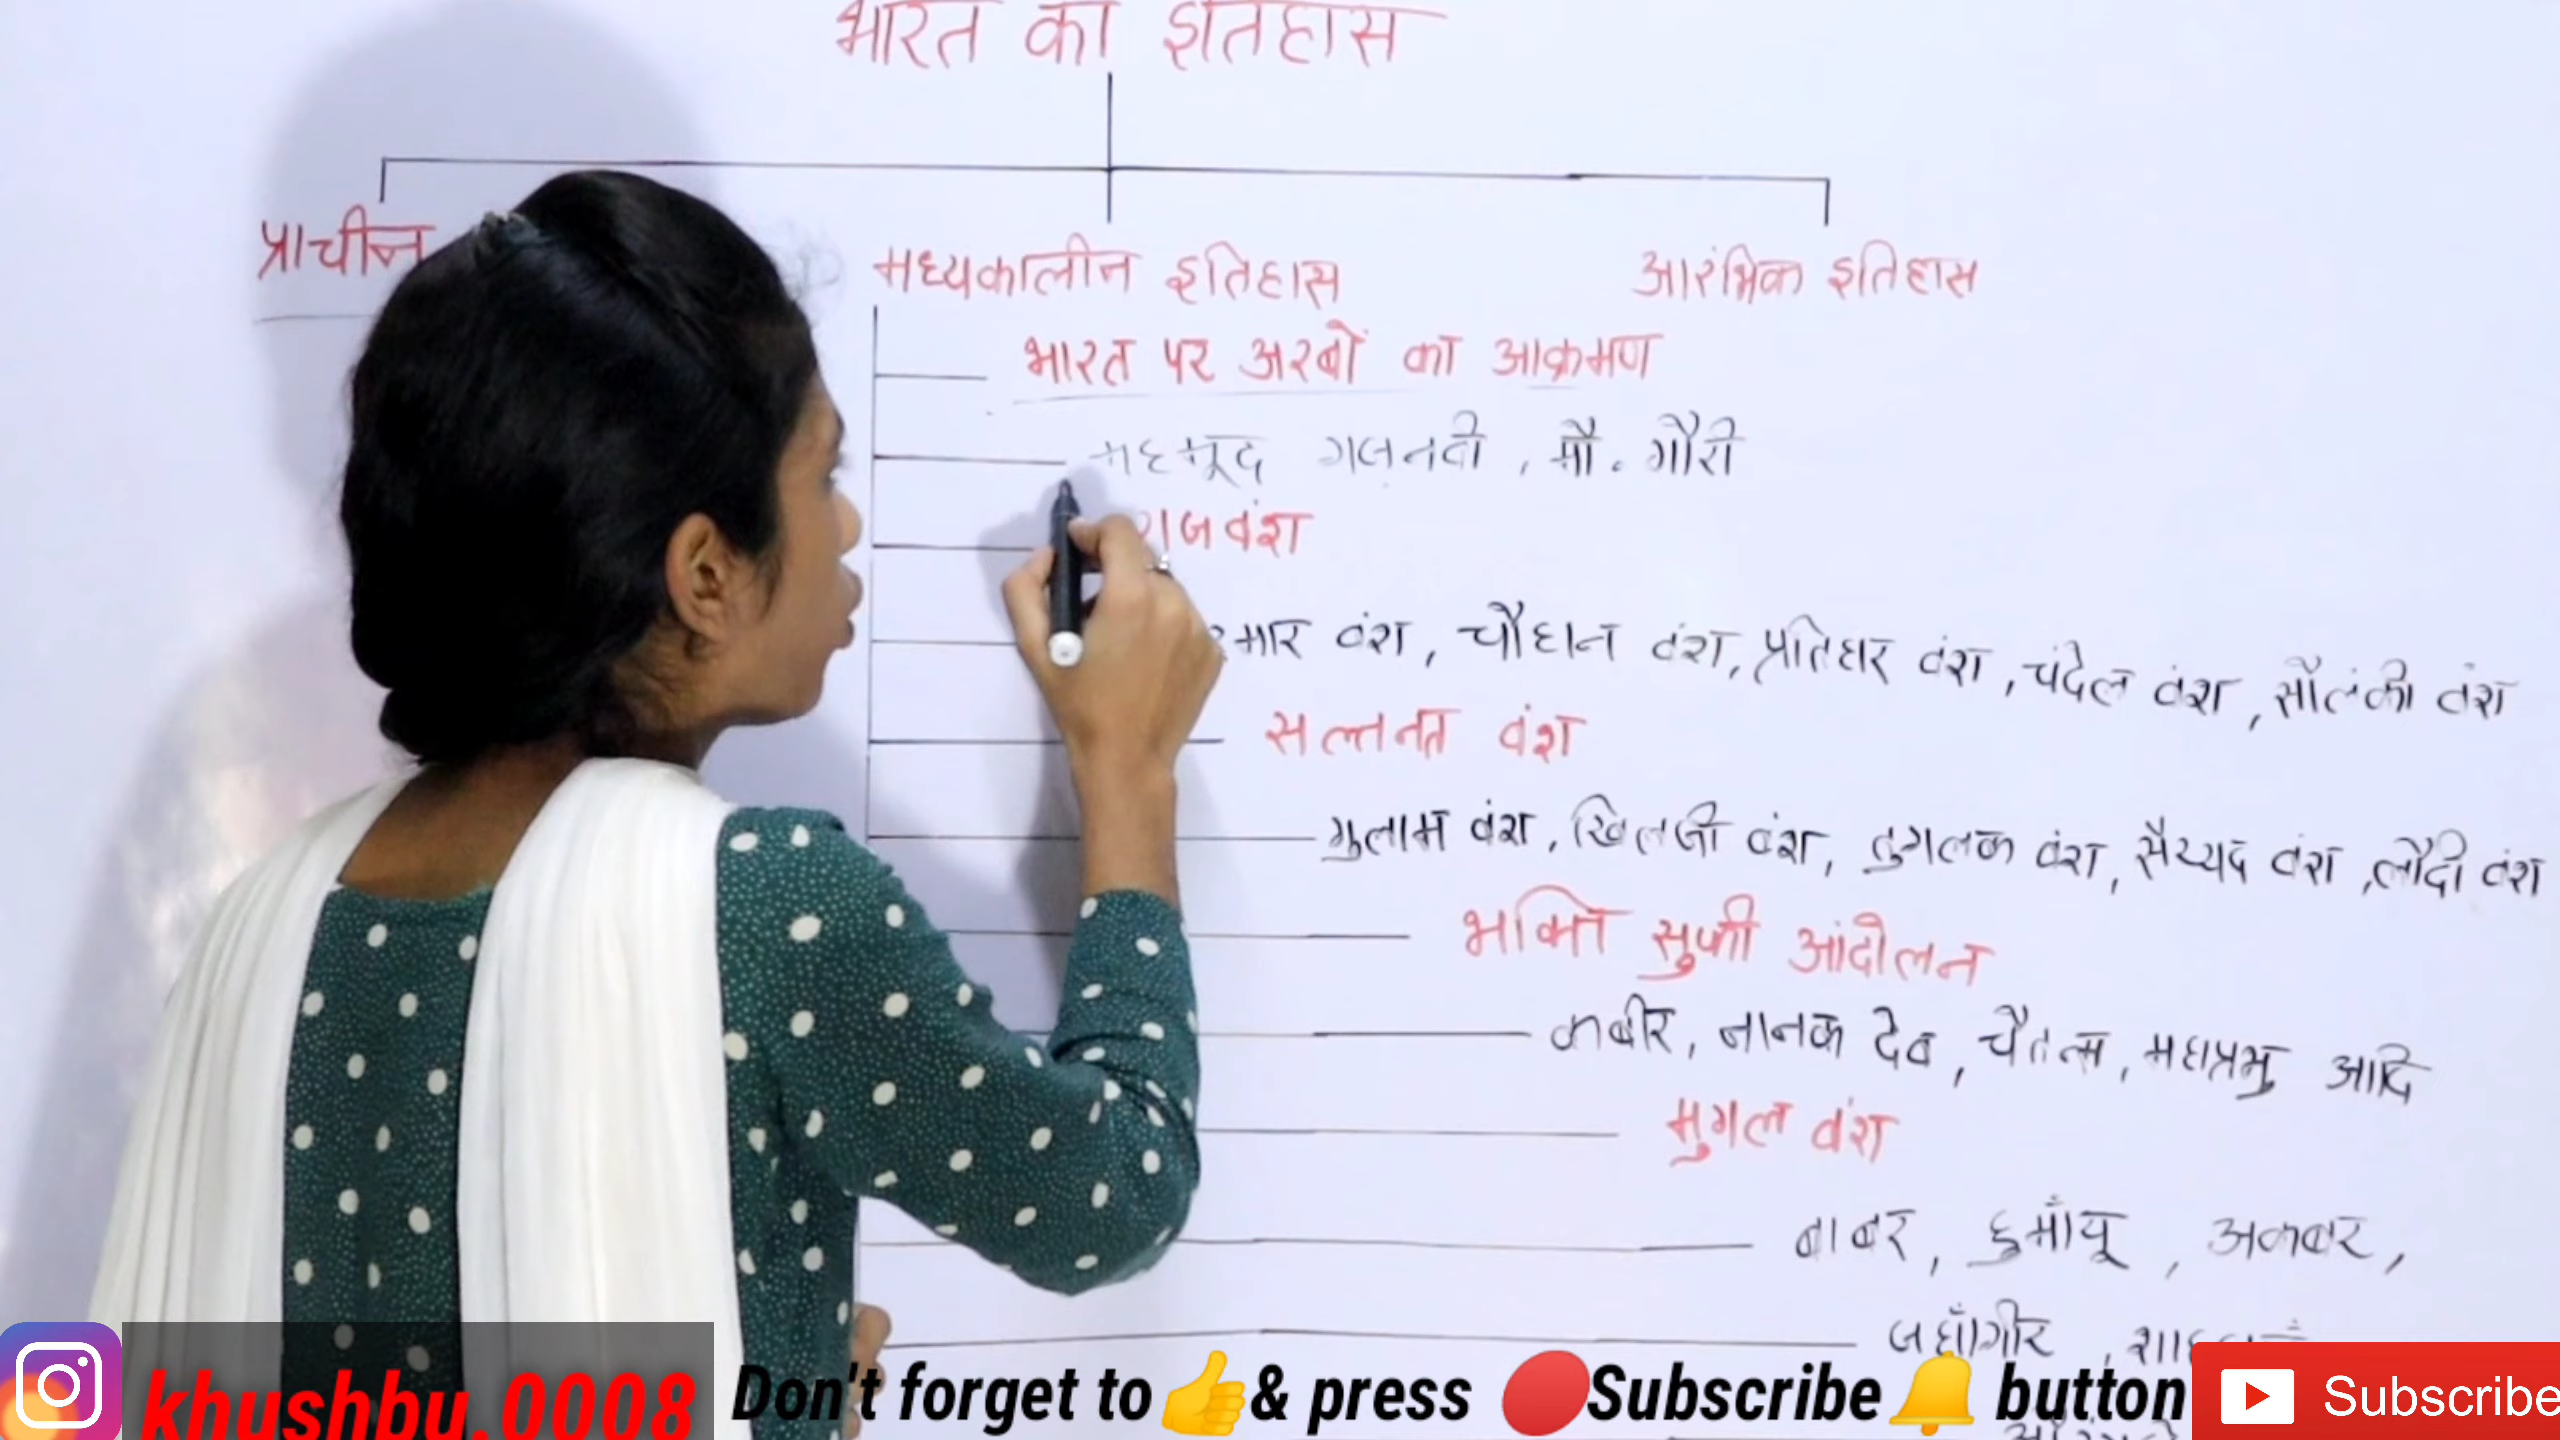 भारत का इतिहास
प्राचीन
मध्यकालीन इतिहास
आरंभिक इतिहास
भारत पर अरबों का आक्रमण
महमूद गजनवी , मौ. गौरी
राजवंश
रमार वंश, चौहान वंश, प्रतिहार वंश, चंदेल वंश, सौलंकी वंश
सल्तनत वंश
गुलाम वंश, खिलजी वंश, तुगलक वंश, सैय्यद वंश, लौदी वंश
भक्ति सुफी आंदोलन
कबीर, नानक देव, चैतन्य, महाप्रभु आदि
मुगल वंश
बाबर, हुमाँयू, अकबर,
जहाँगीर,
khushbu.0008
Don't forget to & press Subscribe button
Subscribe